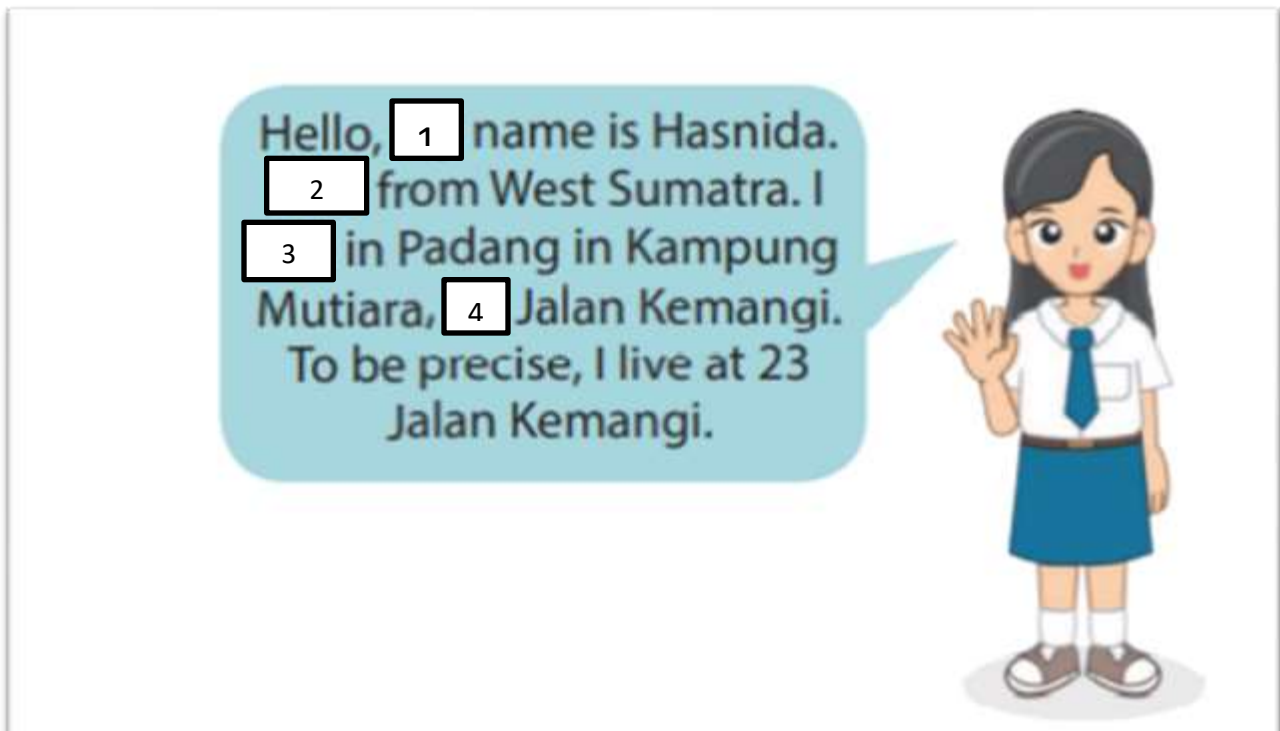 Hello, 1 name is Hasnida.
2 from West Sumatra. I
3 in Padang in Kampung
Mutiara, 4 Jalan Kemangi.
To be precise, I live at 23
Jalan Kemangi.